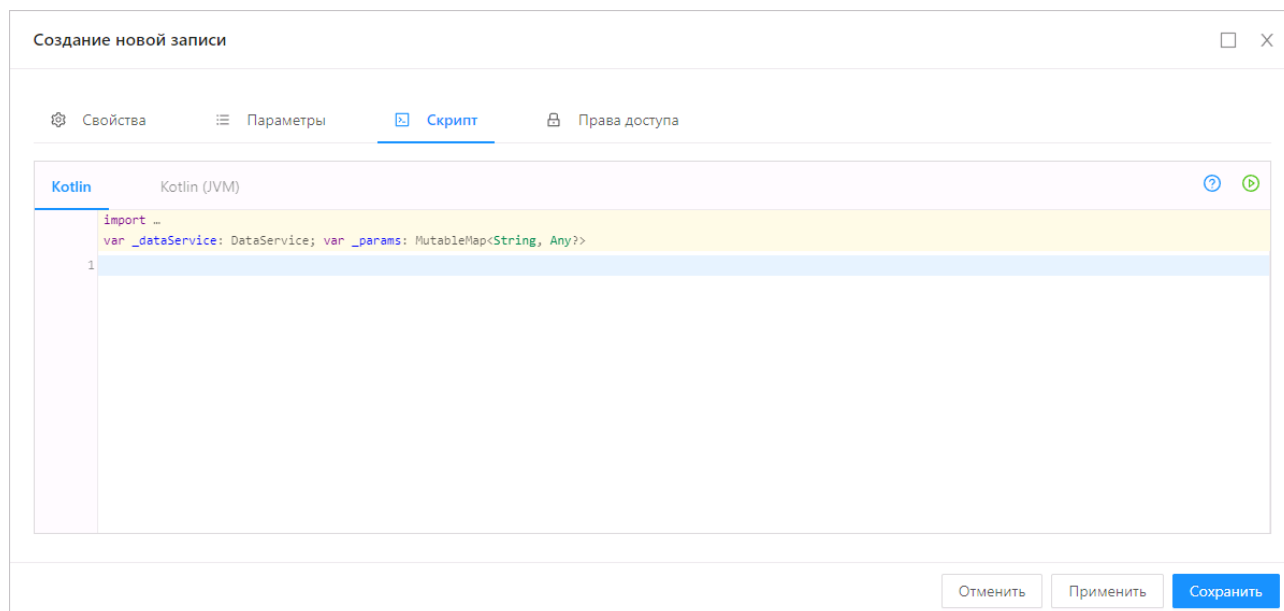 Создание новой записи
Свойства Параметры Скрипт Права доступа
Kotlin Kotlin (JVM)
import …
var _dataService: DataService; var _params: MutableMap<String, Any?>
1
Отменить Применить Сохранить